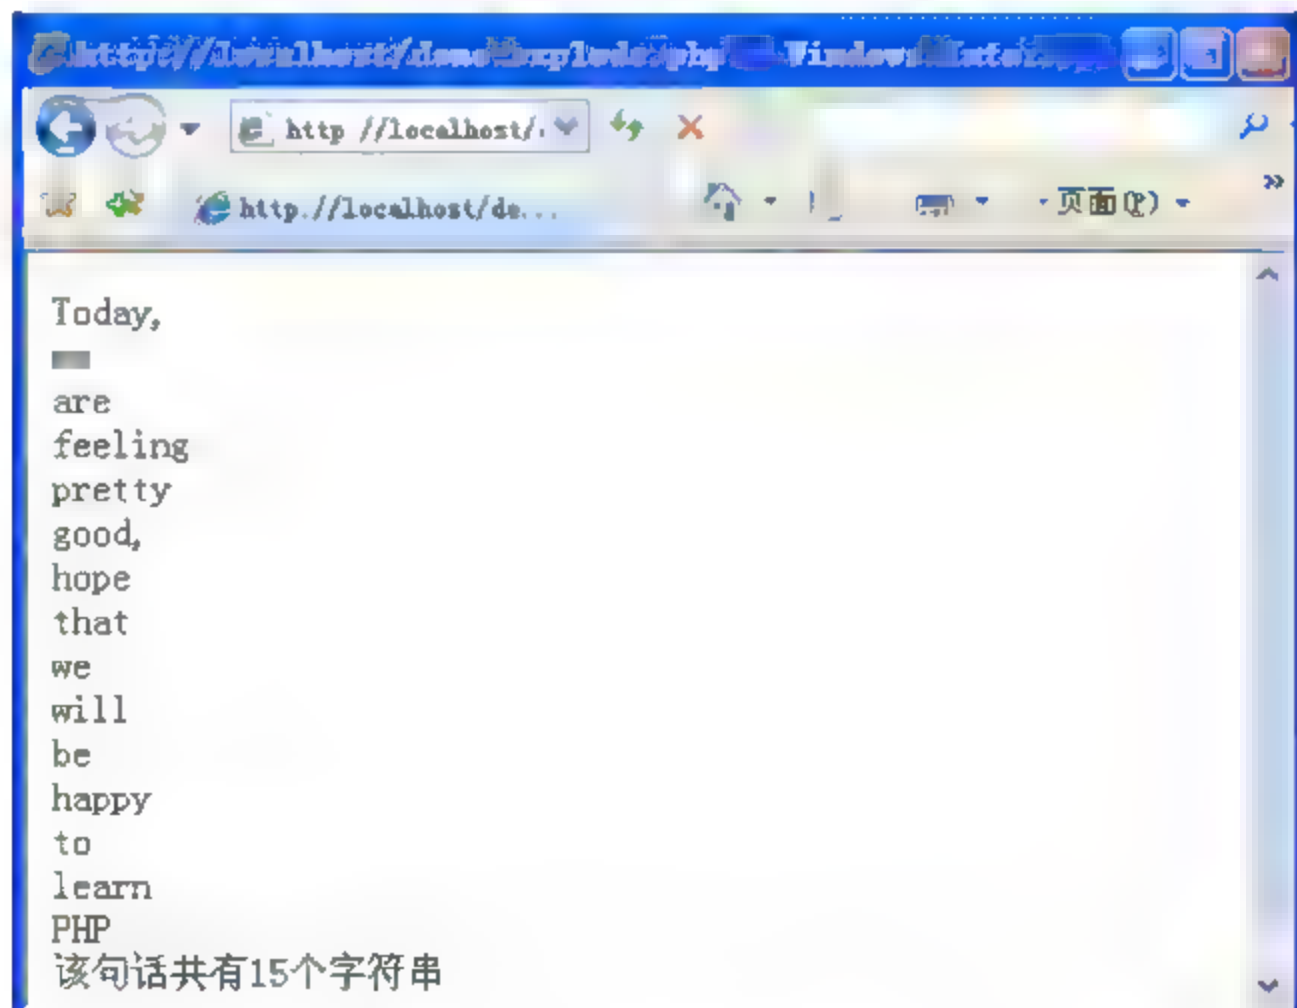 http //localhost/
http://localhost/de...
页面(P)
Today,
are
feeling
pretty
good,
hope
that
we
will
be
happy
to
learn
PHP
该句话共有15个字符串